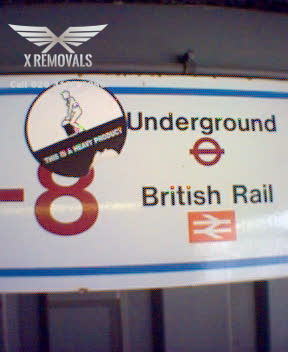 X REMOVALS
THIS IS A HEAVY PRODUCT
Underground
-8
British Rail